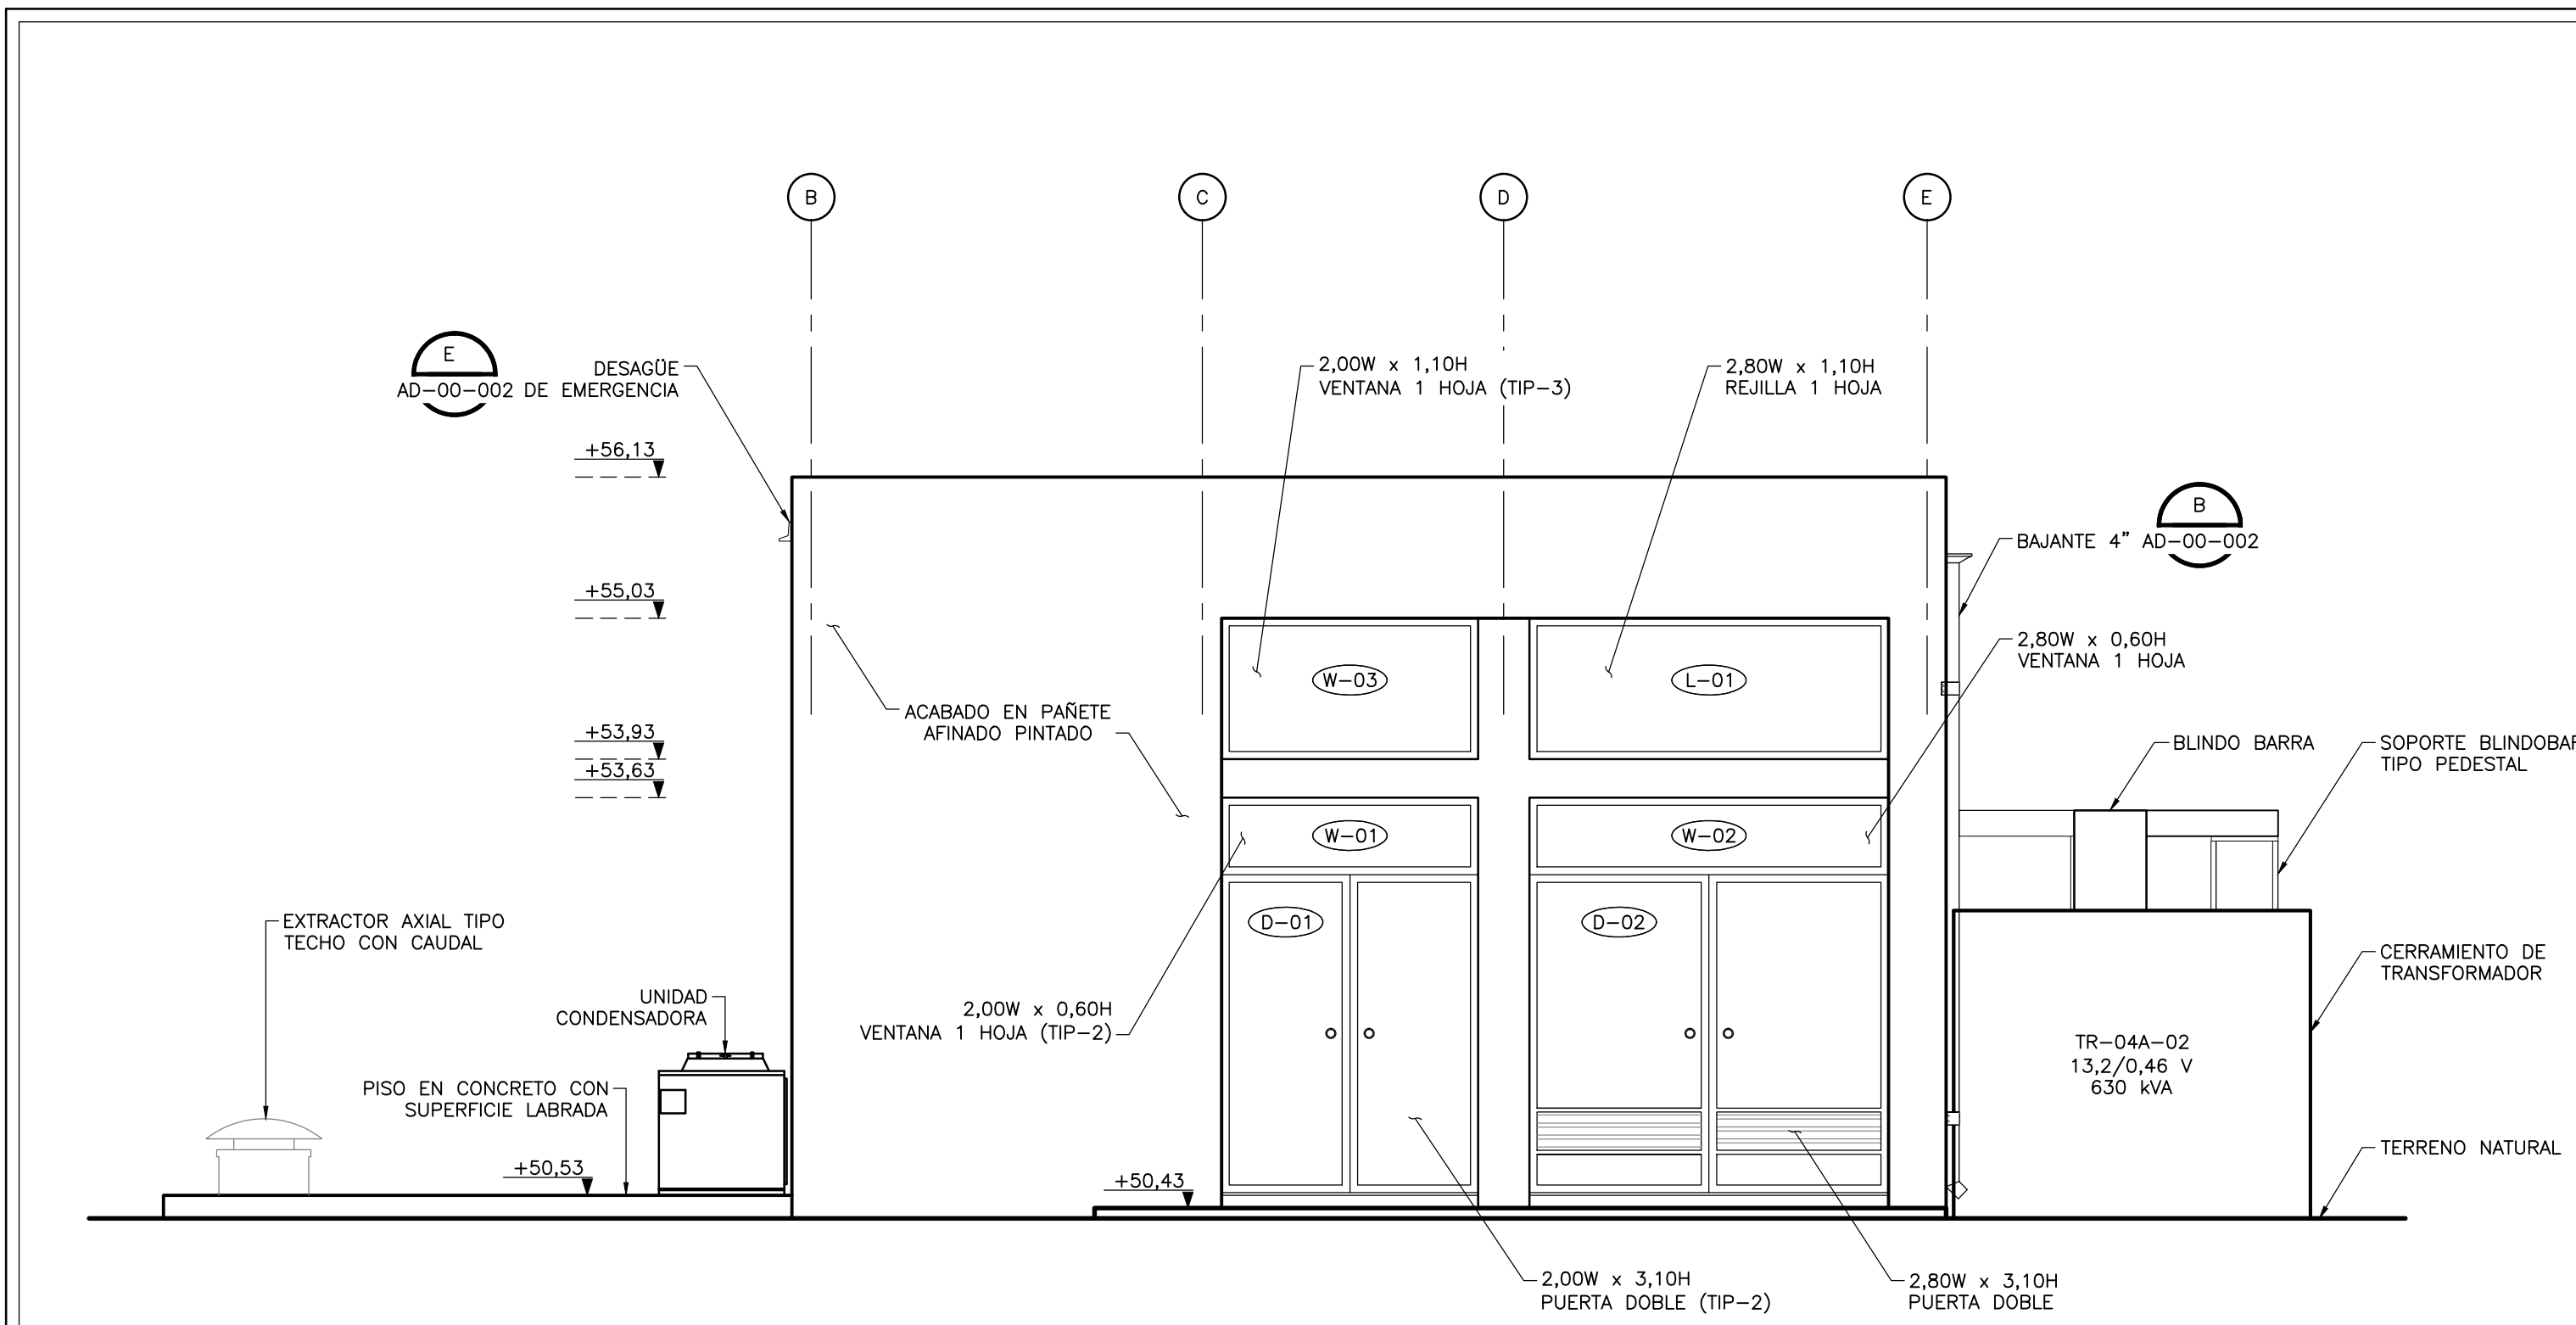 B
C
D
E
E
AD-00-002
DESAGÜE
DE EMERGENCIA
2,00W x 1,10H
VENTANA 1 HOJA (TIP-3)
2,80W x 1,10H
REJILLA 1 HOJA
+56,13
B
BAJANTE 4” AD-00-002
+55,03
2,80W x 0,60H
VENTANA 1 HOJA
W-03
L-01
ACABADO EN PAÑETE
AFINADO PINTADO
+53,93
+53,63
BLINDO BARRA
SOPORTE BLINDOBAR
TIPO PEDESTAL
W-01
W-02
D-01
D-02
EXTRACTOR AXIAL TIPO
TECHO CON CAUDAL
CERRAMIENTO DE
TRANSFORMADOR
UNIDAD
CONDENSADORA
2,00W x 0,60H
VENTANA 1 HOJA (TIP-2)
TR-04A-02
13,2/0,46 V
630 kVA
PISO EN CONCRETO CON
SUPERFICIE LABRADA
TERRENO NATURAL
+50,53
+50,43
2,00W x 3,10H
PUERTA DOBLE (TIP-2)
2,80W x 3,10H
PUERTA DOBLE